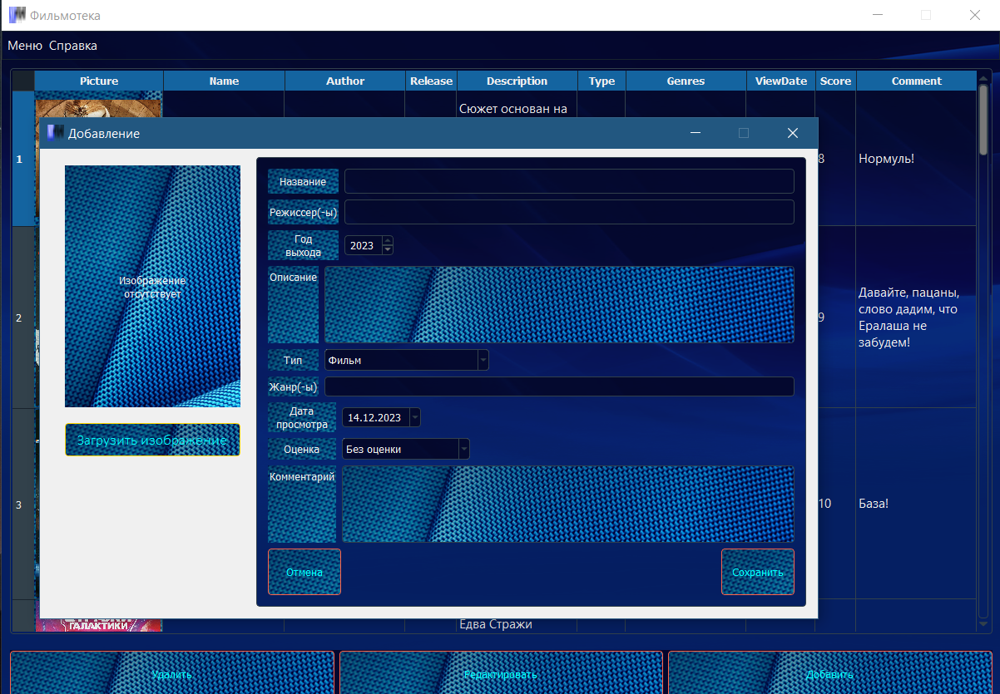 Фильмотека
Меню Справка
Picture Name Author Release Description Type Genres ViewDate Score Comment
Сюжет основан на
1
8
Нормуль!
Добавление
Изображение
отсутствует
Загрузить изображение
Название
Режиссер(-ы)
Год
выхода
2023
Описание
Тип
Фильм
Жанр(-ы)
Дата
просмотра
14.12.2023
Оценка
Без оценки
Комментарий
Отмена
Сохранить
2
9
Давайте, пацаны,
слово дадим, что
Ералаша не
забудем!
3
10
База!
ГАЛАКТИКИ
Едва Стражи
Удалить
Редактировать
Добавить